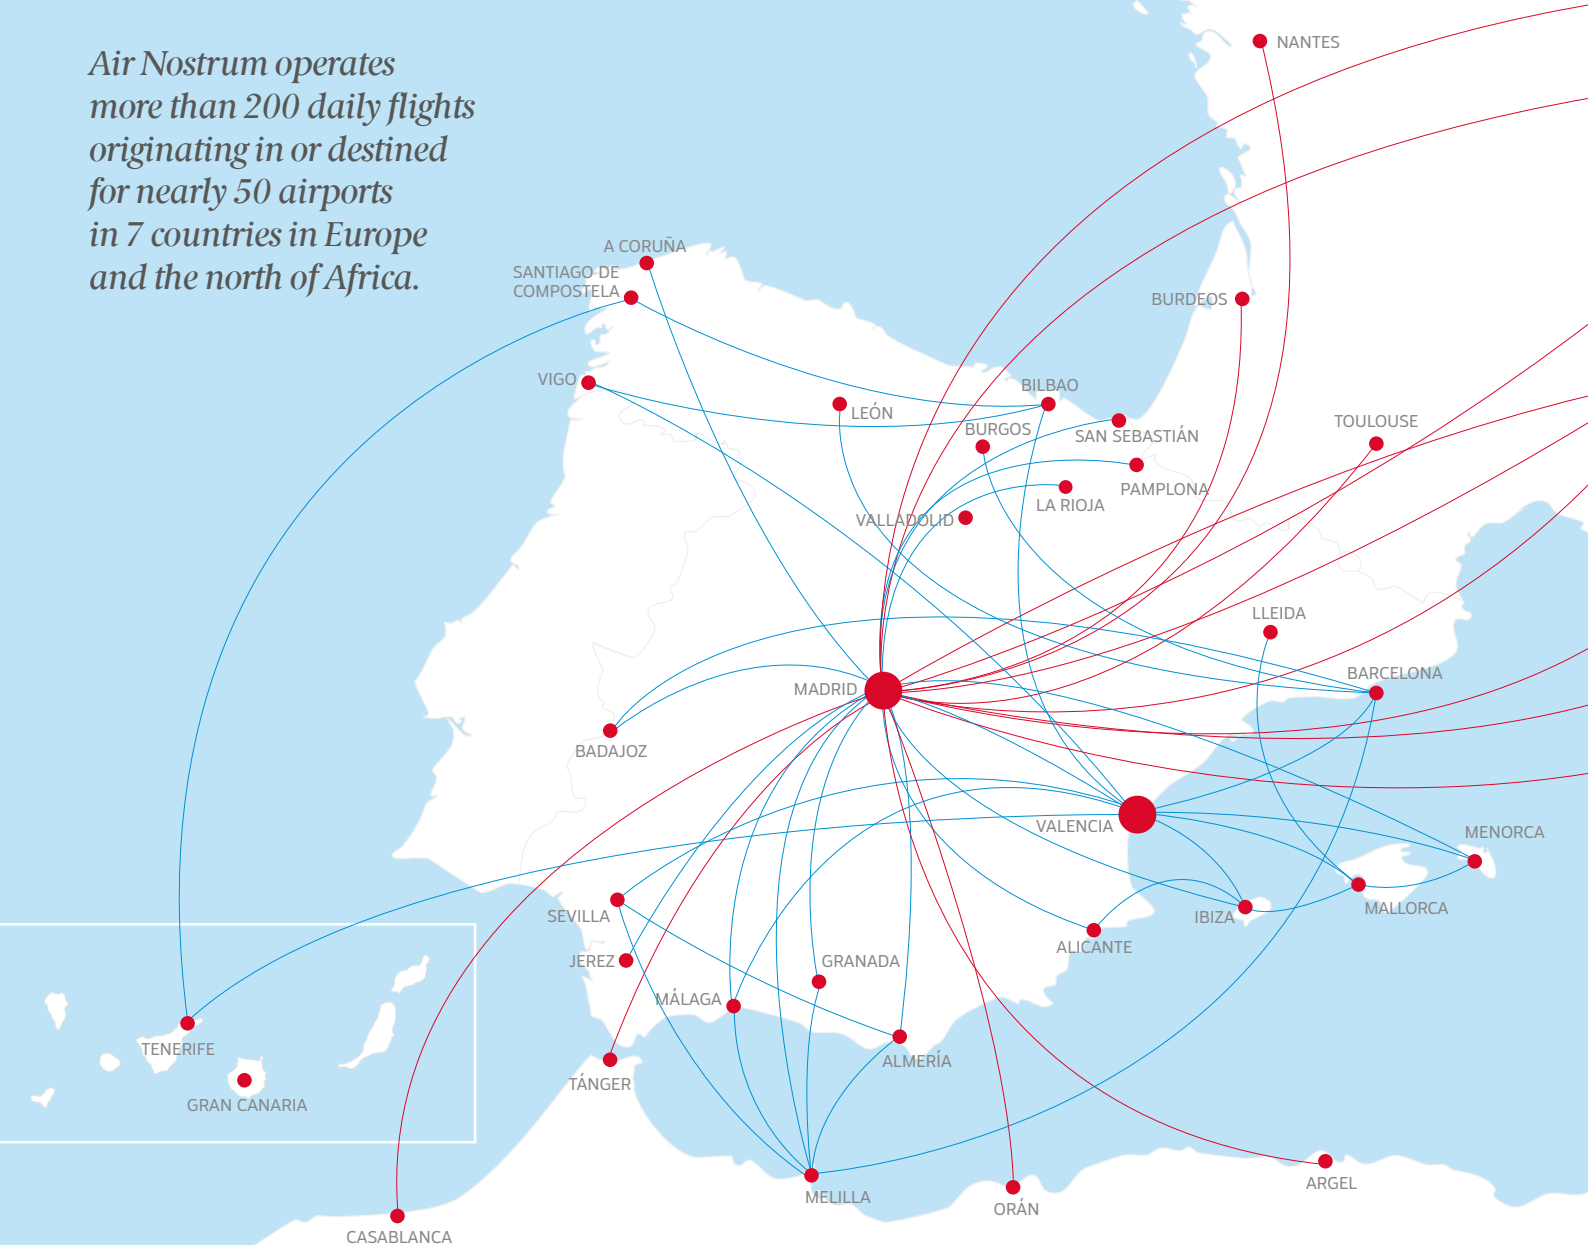 Air Nostrum operates
more than 200 daily flights
originating in or destined
for nearly 50 airports
in 7 countries in Europe
and the north of Africa.
NANTES
A CORUÑA
SANTIAGO DE
COMPOSTELA
BURDEOS
VIGO
BILBAO
LEÓN
BURGOS
SAN SEBASTIÁN
TOULOUSE
PAMPLONA
LA RIOJA
VALLADOLID
LLEIDA
BARCELONA
MADRID
BADAJOZ
VALENCIA
MENORCA
MALLORCA
IBIZA
SEVILLA
ALICANTE
JEREZ
GRANADA
MÁLAGA
TENERIFE
ALMERÍA
TÁNGER
GRAN CANARIA
MELILLA
ARGEL
ORÁN
CASABLANCA